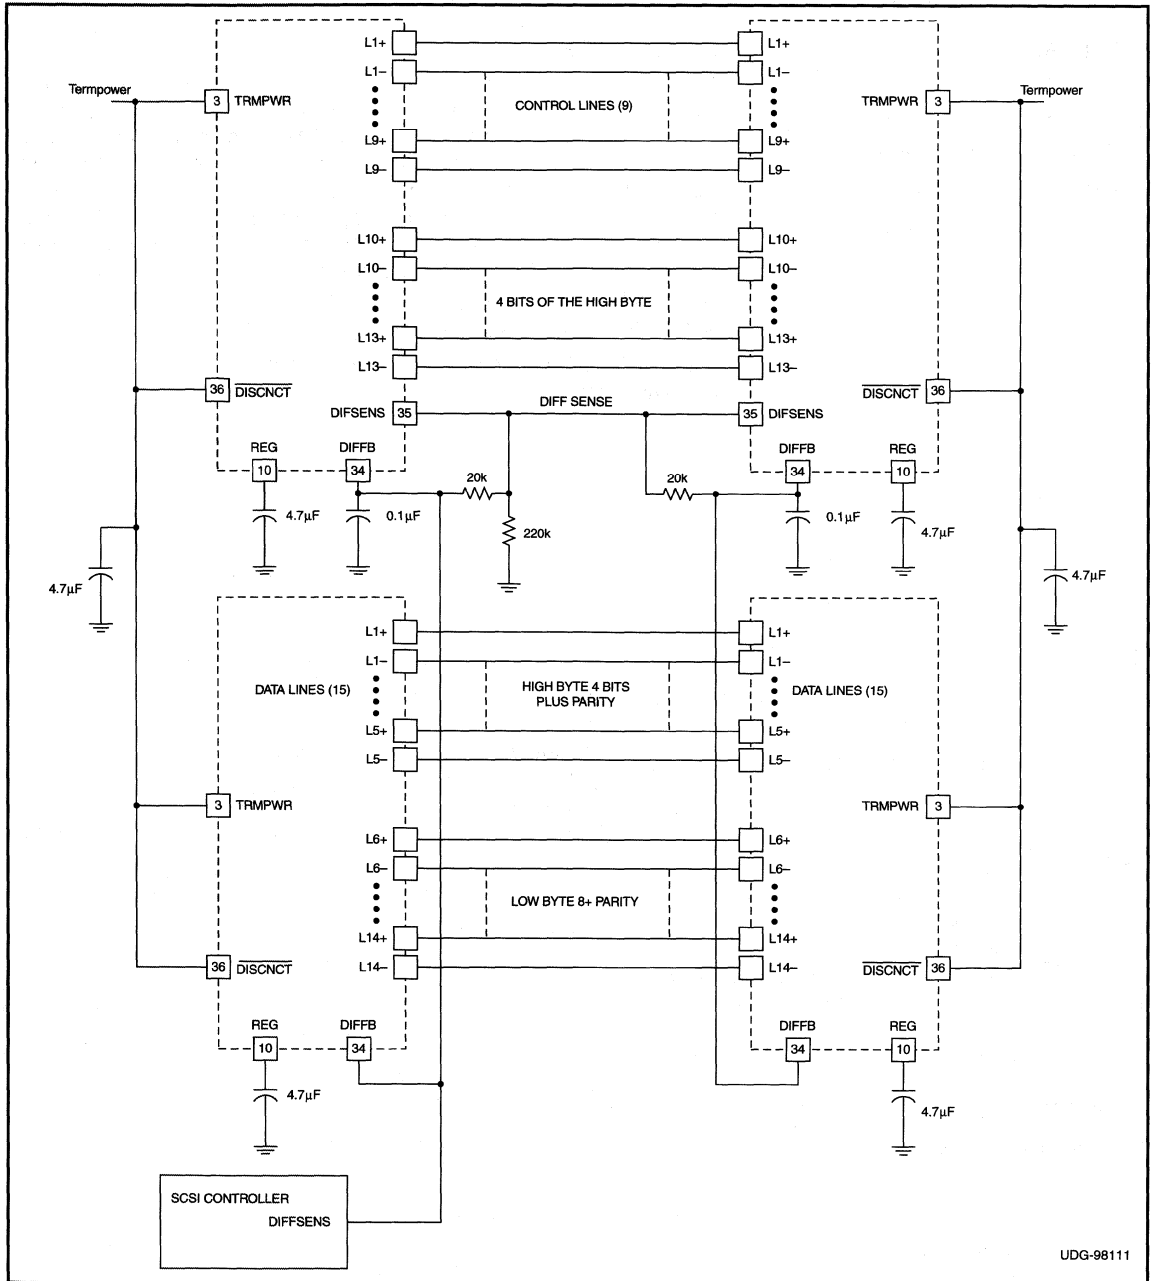 L1+ L1+
L1– L1–
Termpower 3 TRMPWR CONTROL LINES (9) TRMPWR 3 Termpower
L9+ L9+
L9– L9–
L10+ L10+
L10– L10–
4 BITS OF THE HIGH BYTE
L13+ L13+
L13– L13–
36 DISCNCT DISCNCT 36
DIFF SENSE
DIFSENS 35 35 DIFSENS
REG DIFFB DIFFB REG
10 34 34 10
20k 20k
4.7μF 0.1μF 220k 0.1μF 4.7μF
4.7μF 4.7μF
L1+ L1+
L1– L1–
DATA LINES (15) HIGH BYTE 4 BITS DATA LINES (15)
PLUS PARITY
L5+ L5+
L5– L5–
3 TRMPWR TRMPWR 3
L6+ L6+
L6– L6–
LOW BYTE 8+ PARITY
L14+ L14+
L14– L14–
36 DISCNCT DISCNCT 36
REG DIFFB DIFFB REG
10 34 34 10
4.7μF 4.7μF
SCSI CONTROLLER
DIFFSENS
UDG-98111